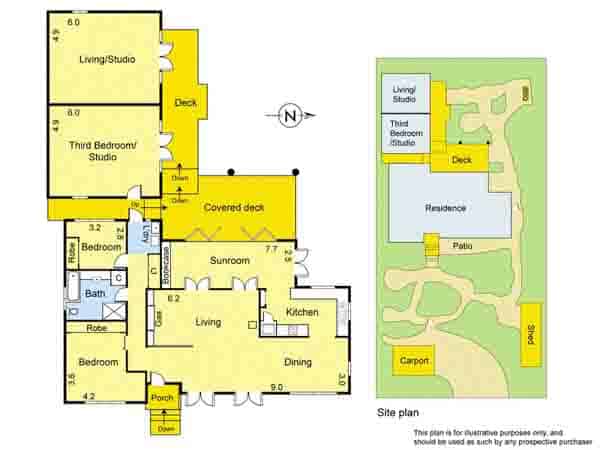 6.0
4.9
Living/Studio
Deck
6.0
4.9
Third Bedroom/
Studio
N
Down
Up
Down
Covered deck
3.2
2.8
Bedroom
Robe
L'dry
C
Bookcase
7.7
2.5
Sunroom
Bath
C
6.2
Gas
Living
Kitchen
Robe
Bedroom
3.6
4.2
Dining
9.0
3.0
Porch
Down
Living/
Studio
Third
Bedroom
/Studio
BBQ
Deck
Residence
Patio
Shed
Carport
Site plan
This plan is for illustrative purposes only, and
should be used as such by any prospective purchaser